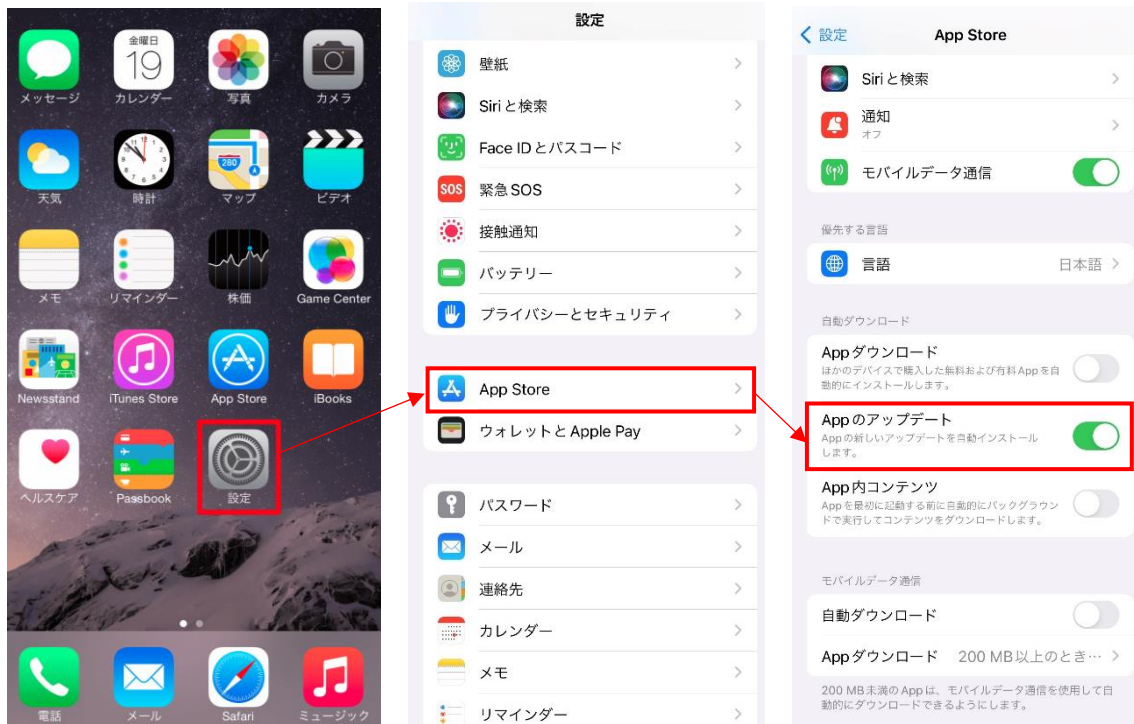 金曜日
19
メッセージ
カレンダー
写真
カメラ
280
天気
時計
マップ
ビデオ
メモ
リマインダー
株価
Game Center
Newsstand
iTunes Store
App Store
iBooks
ヘルスケア
Passbook
設定
電話
メール
Safari
ミュージック
設定
壁紙
Siriと検索
Face IDとパスコード
SOS
緊急SOS
接触通知
バッテリー
プライバシーとセキュリティ
App Store
ウォレットとApple Pay
パスワード
メール
連絡先
カレンダー
メモ
リマインダー
設定
App Store
Siriと検索
通知
オフ
モバイルデータ通信
優先する言語
言語
日本語
自動ダウンロード
Appダウンロード
ほかのデバイスで購入した無料および有料Appを自
動的にインストールします。
Appのアップデート
Appの新しいアップデートを自動インストール
します。
App内コンテンツ
Appを最初に起動する前に自動的にバックグラウン
ドで実行してコンテンツをダウンロードします。
モバイルデータ通信
自動ダウンロード
Appダウンロード 200 MB以上のとき…
200 MB未満のAppは、モバイルデータ通信を使用して自
動的にダウンロードできるようにします。